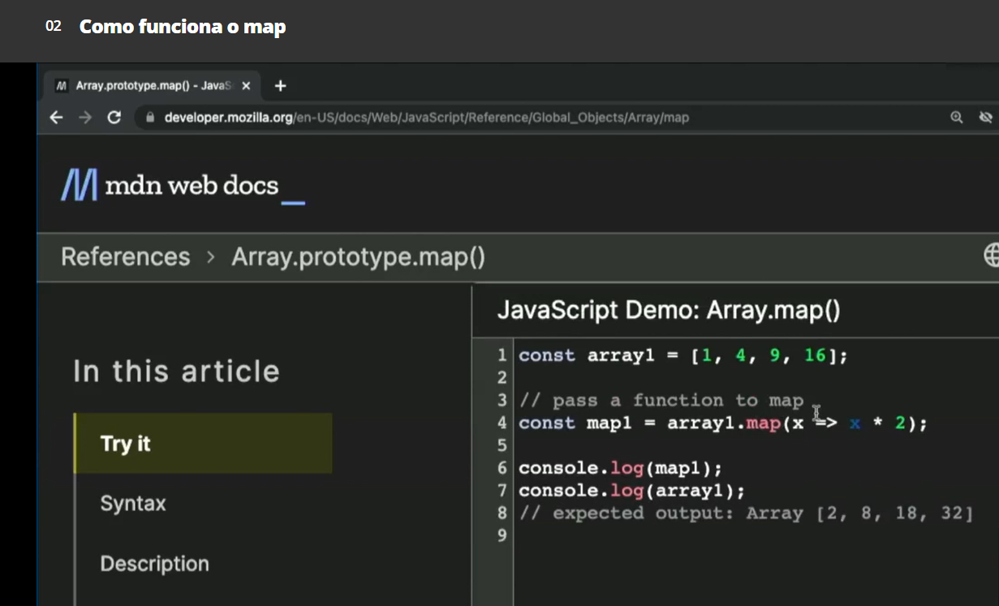 02 Como funciona o map
Array.prototype.map() - JavaS
developer.mozilla.org/en-US/docs/Web/JavaScript/Reference/Global_Objects/Array/map
mdn web docs_
References > Array.prototype.map()
In this article
Try it
Syntax
Description
JavaScript Demo: Array.map()
1 const array1 = [1, 4, 9, 16];
2
3 // pass a function to map
4 const map1 = array1.map(x => x * 2);
5
6 console.log(map1);
7 console.log(array1);
8 // expected output: Array [2, 8, 18, 32]
9